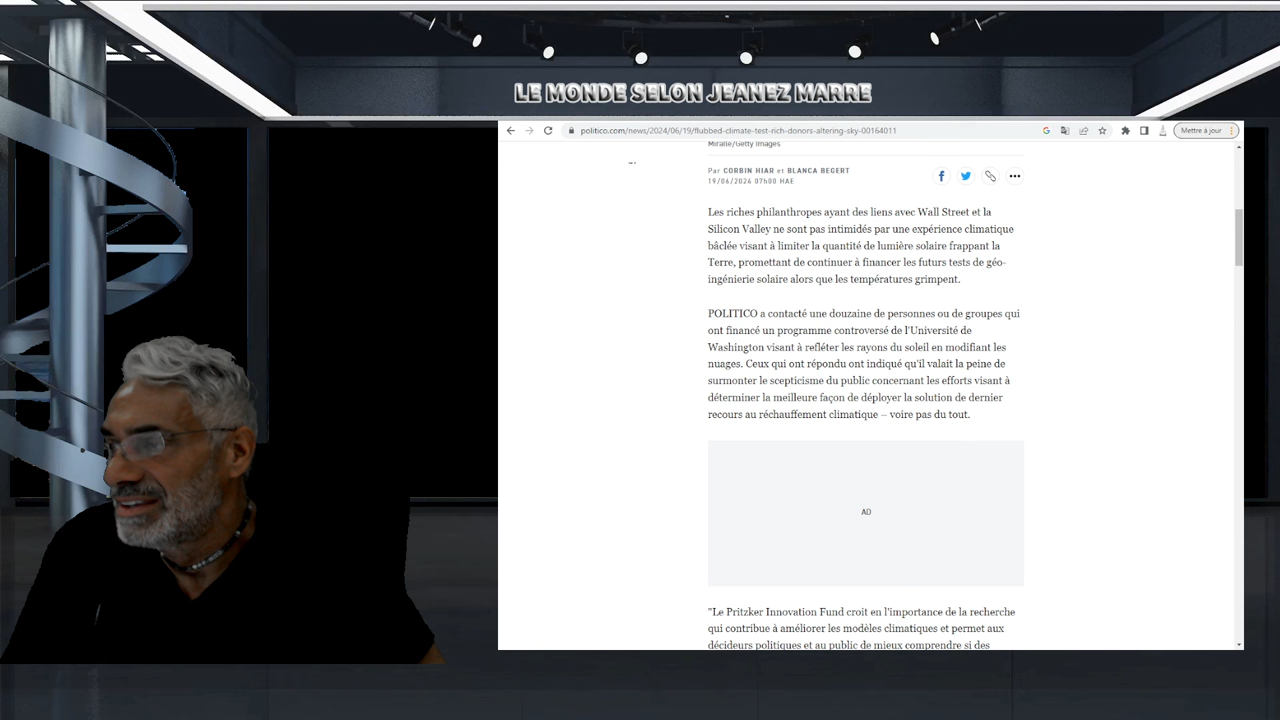 LE MONDE SELON JEANEZ MARRE
politico.com/news/2024/06/19/flubbed-climate-test-rich-donors-altering-sky-00164011
Mettre à jour
Miralle/Getty Images
Par CORBIN HIAR et BLANCA BEGERT
19/06/2024 07h00 HAE
Les riches philanthropes ayant des liens avec Wall Street et la
Silicon Valley ne sont pas intimidés par une expérience climatique
bâclée visant à limiter la quantité de lumière solaire frappant la
Terre, promettant de continuer à financer les futurs tests de géo-
ingénierie solaire alors que les températures grimpent.
POLITICO a contacté une douzaine de personnes ou de groupes qui
ont financé un programme controversé de l'Université de
Washington visant à refléter les rayons du soleil en modifiant les
nuages. Ceux qui ont répondu ont indiqué qu'il valait la peine de
surmonter le scepticisme du public concernant les efforts visant à
déterminer la meilleure façon de déployer la solution de dernier
recours au réchauffement climatique – voire pas du tout.
AD
"Le Pritzker Innovation Fund croit en l'importance de la recherche
qui contribue à améliorer les modèles climatiques et permet aux
décideurs politiques et au public de mieux comprendre si des